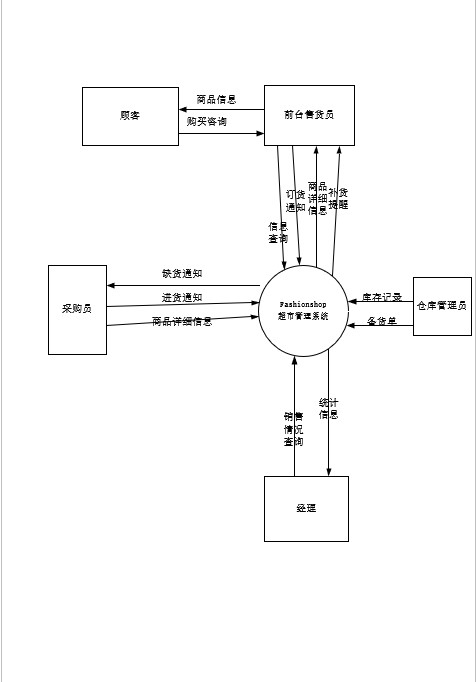 商品信息
顾客
前台售货员
购买咨询
订货
通知
商品
详细
信息
补货
提醒
信息
查询
缺货通知
进货通知
商品详细信息
采购员
Fashionshop
超市管理系统
库存记录
仓库管理员
备货单
销售
情况
查询
统计
信息
经理